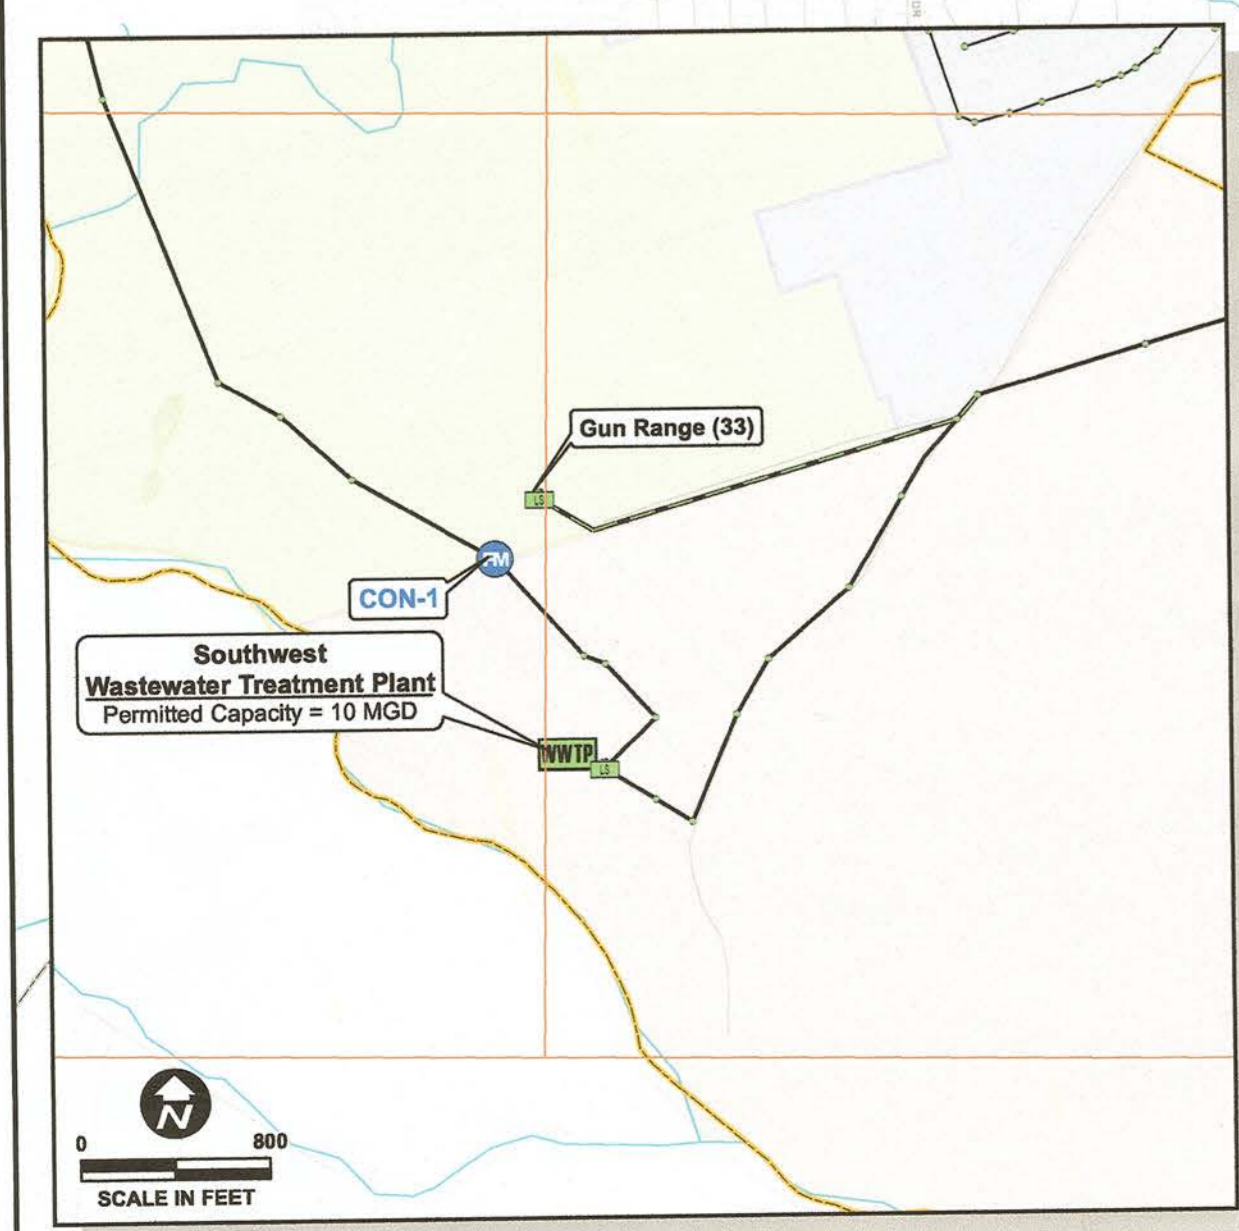 DR
Gun Range (33)
LS
FM
CON-1
Southwest
Wastewater Treatment Plant
Permitted Capacity = 10 MGD
WWTP
LS
N
0 800
SCALE IN FEET